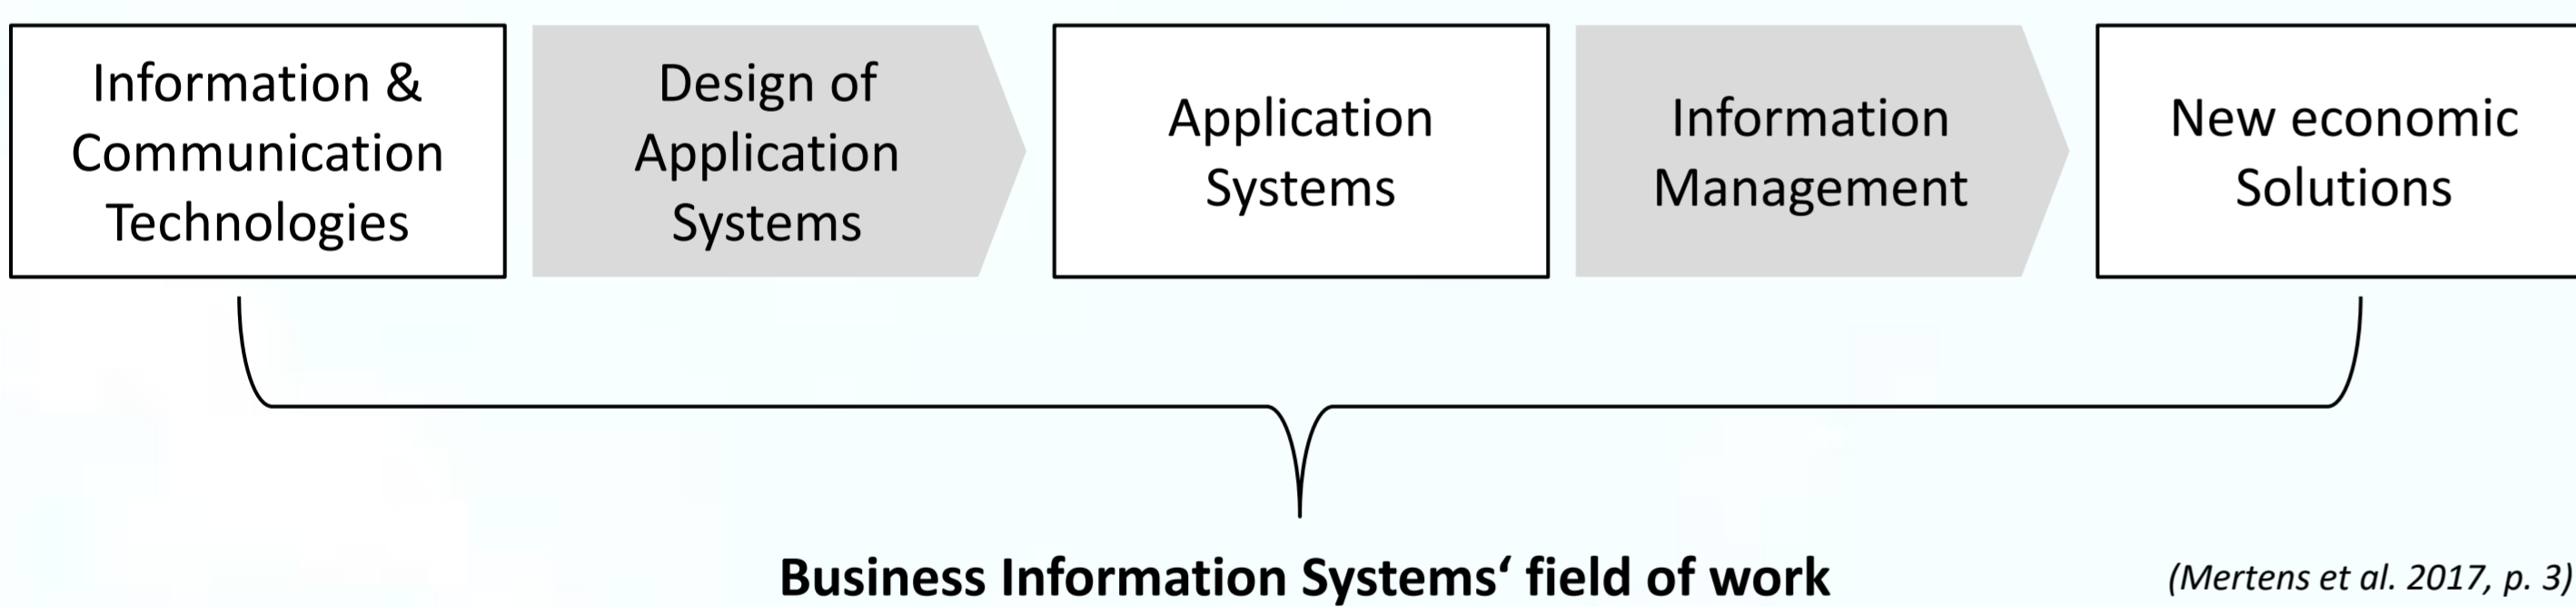 Information &
Communication
Technologies
Design of
Application
Systems
Application
Systems
Information
Management
New economic
Solutions
Business Information Systems‘ field of work
(Mertens et al. 2017, p. 3)